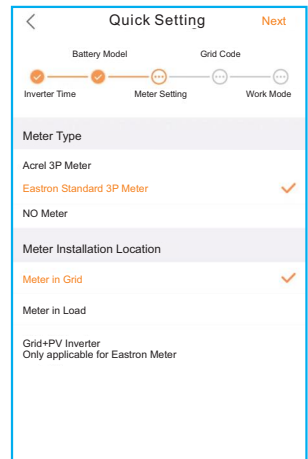 Quick Setting
Next
Battery Model
Grid Code
Inverter Time
Meter Setting
Work Mode
Meter Type
Acrel 3P Meter
Eastron Standard 3P Meter
NO Meter
Meter Installation Location
Meter in Grid
Meter in Load
Grid+PV Inverter
Only applicable for Eastron Meter